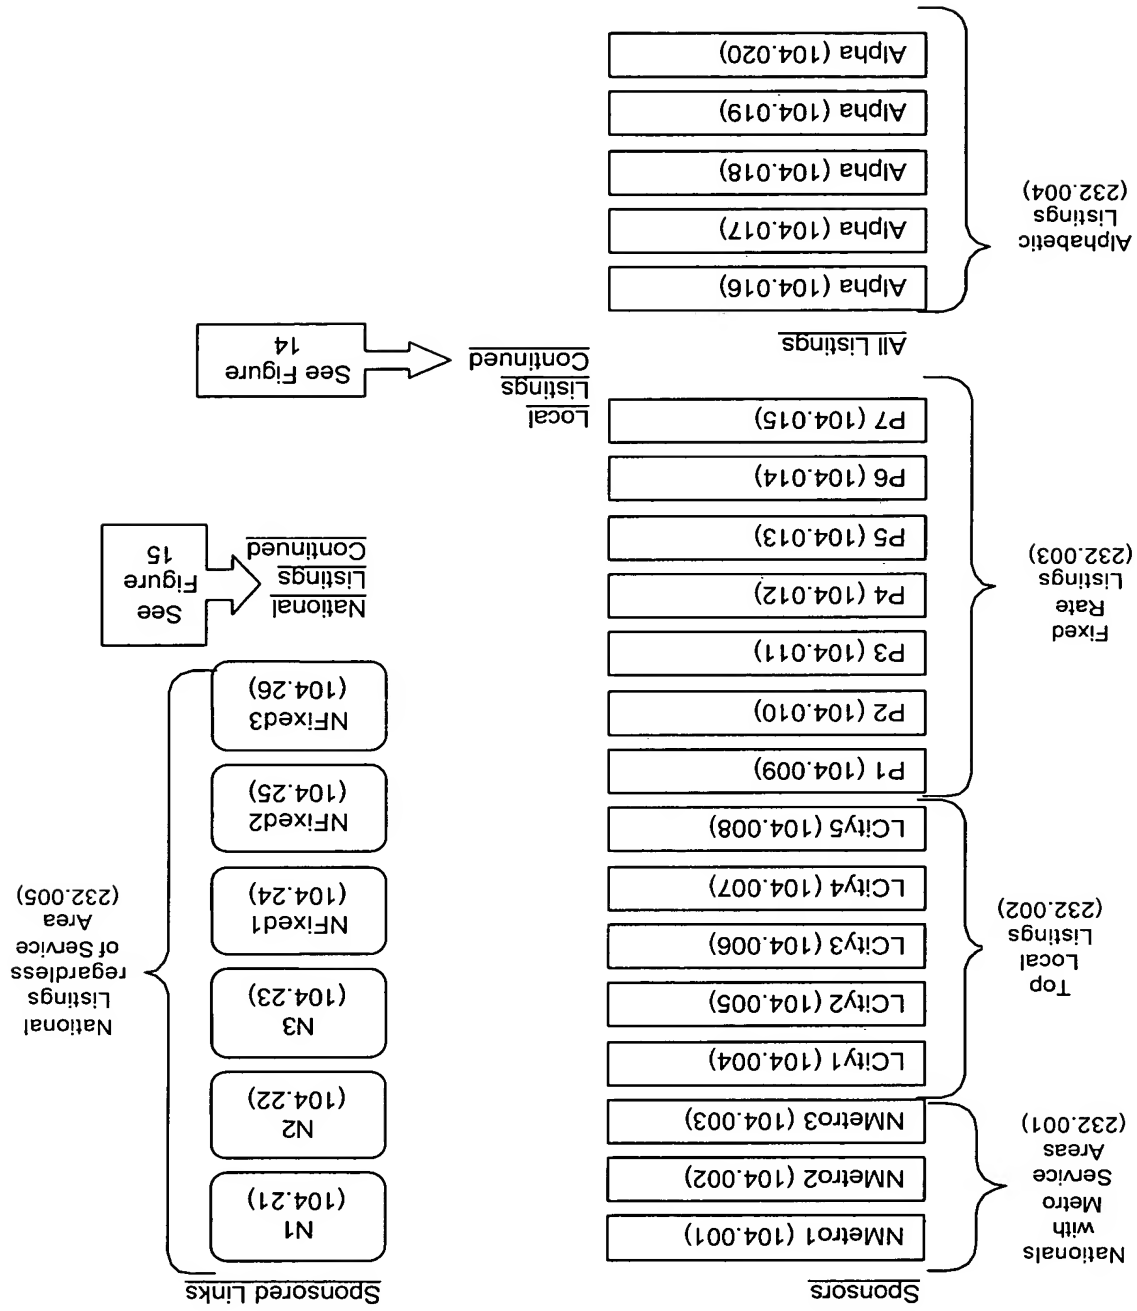 Sponsors
Nationals
with
Metro
Service
Areas
(232.001)
NMetro1 (104.001)
NMetro2 (104.002)
NMetro3 (104.003)
Top
Local
Listings
(232.002)
LCity1 (104.004)
LCity2 (104.005)
LCity3 (104.006)
LCity4 (104.007)
LCity5 (104.008)
Fixed
Rate
Listings
(232.003)
P1 (104.009)
P2 (104.010)
P3 (104.011)
P4 (104.012)
P5 (104.013)
P6 (104.014)
P7 (104.015)
All Listings
Alphabetic
Listings
(232.004)
Alpha (104.016)
Alpha (104.017)
Alpha (104.018)
Alpha (104.019)
Alpha (104.020)
Local
Listings
Continued
See Figure
14
Sponsored Links
N1
(104.21)
N2
(104.22)
N3
(104.23)
NFixed1
(104.24)
NFixed2
(104.25)
NFixed3
(104.26)
National
Listings
regardless
of Service
Area
(232.005)
National
Listings
Continued
See
Figure
15